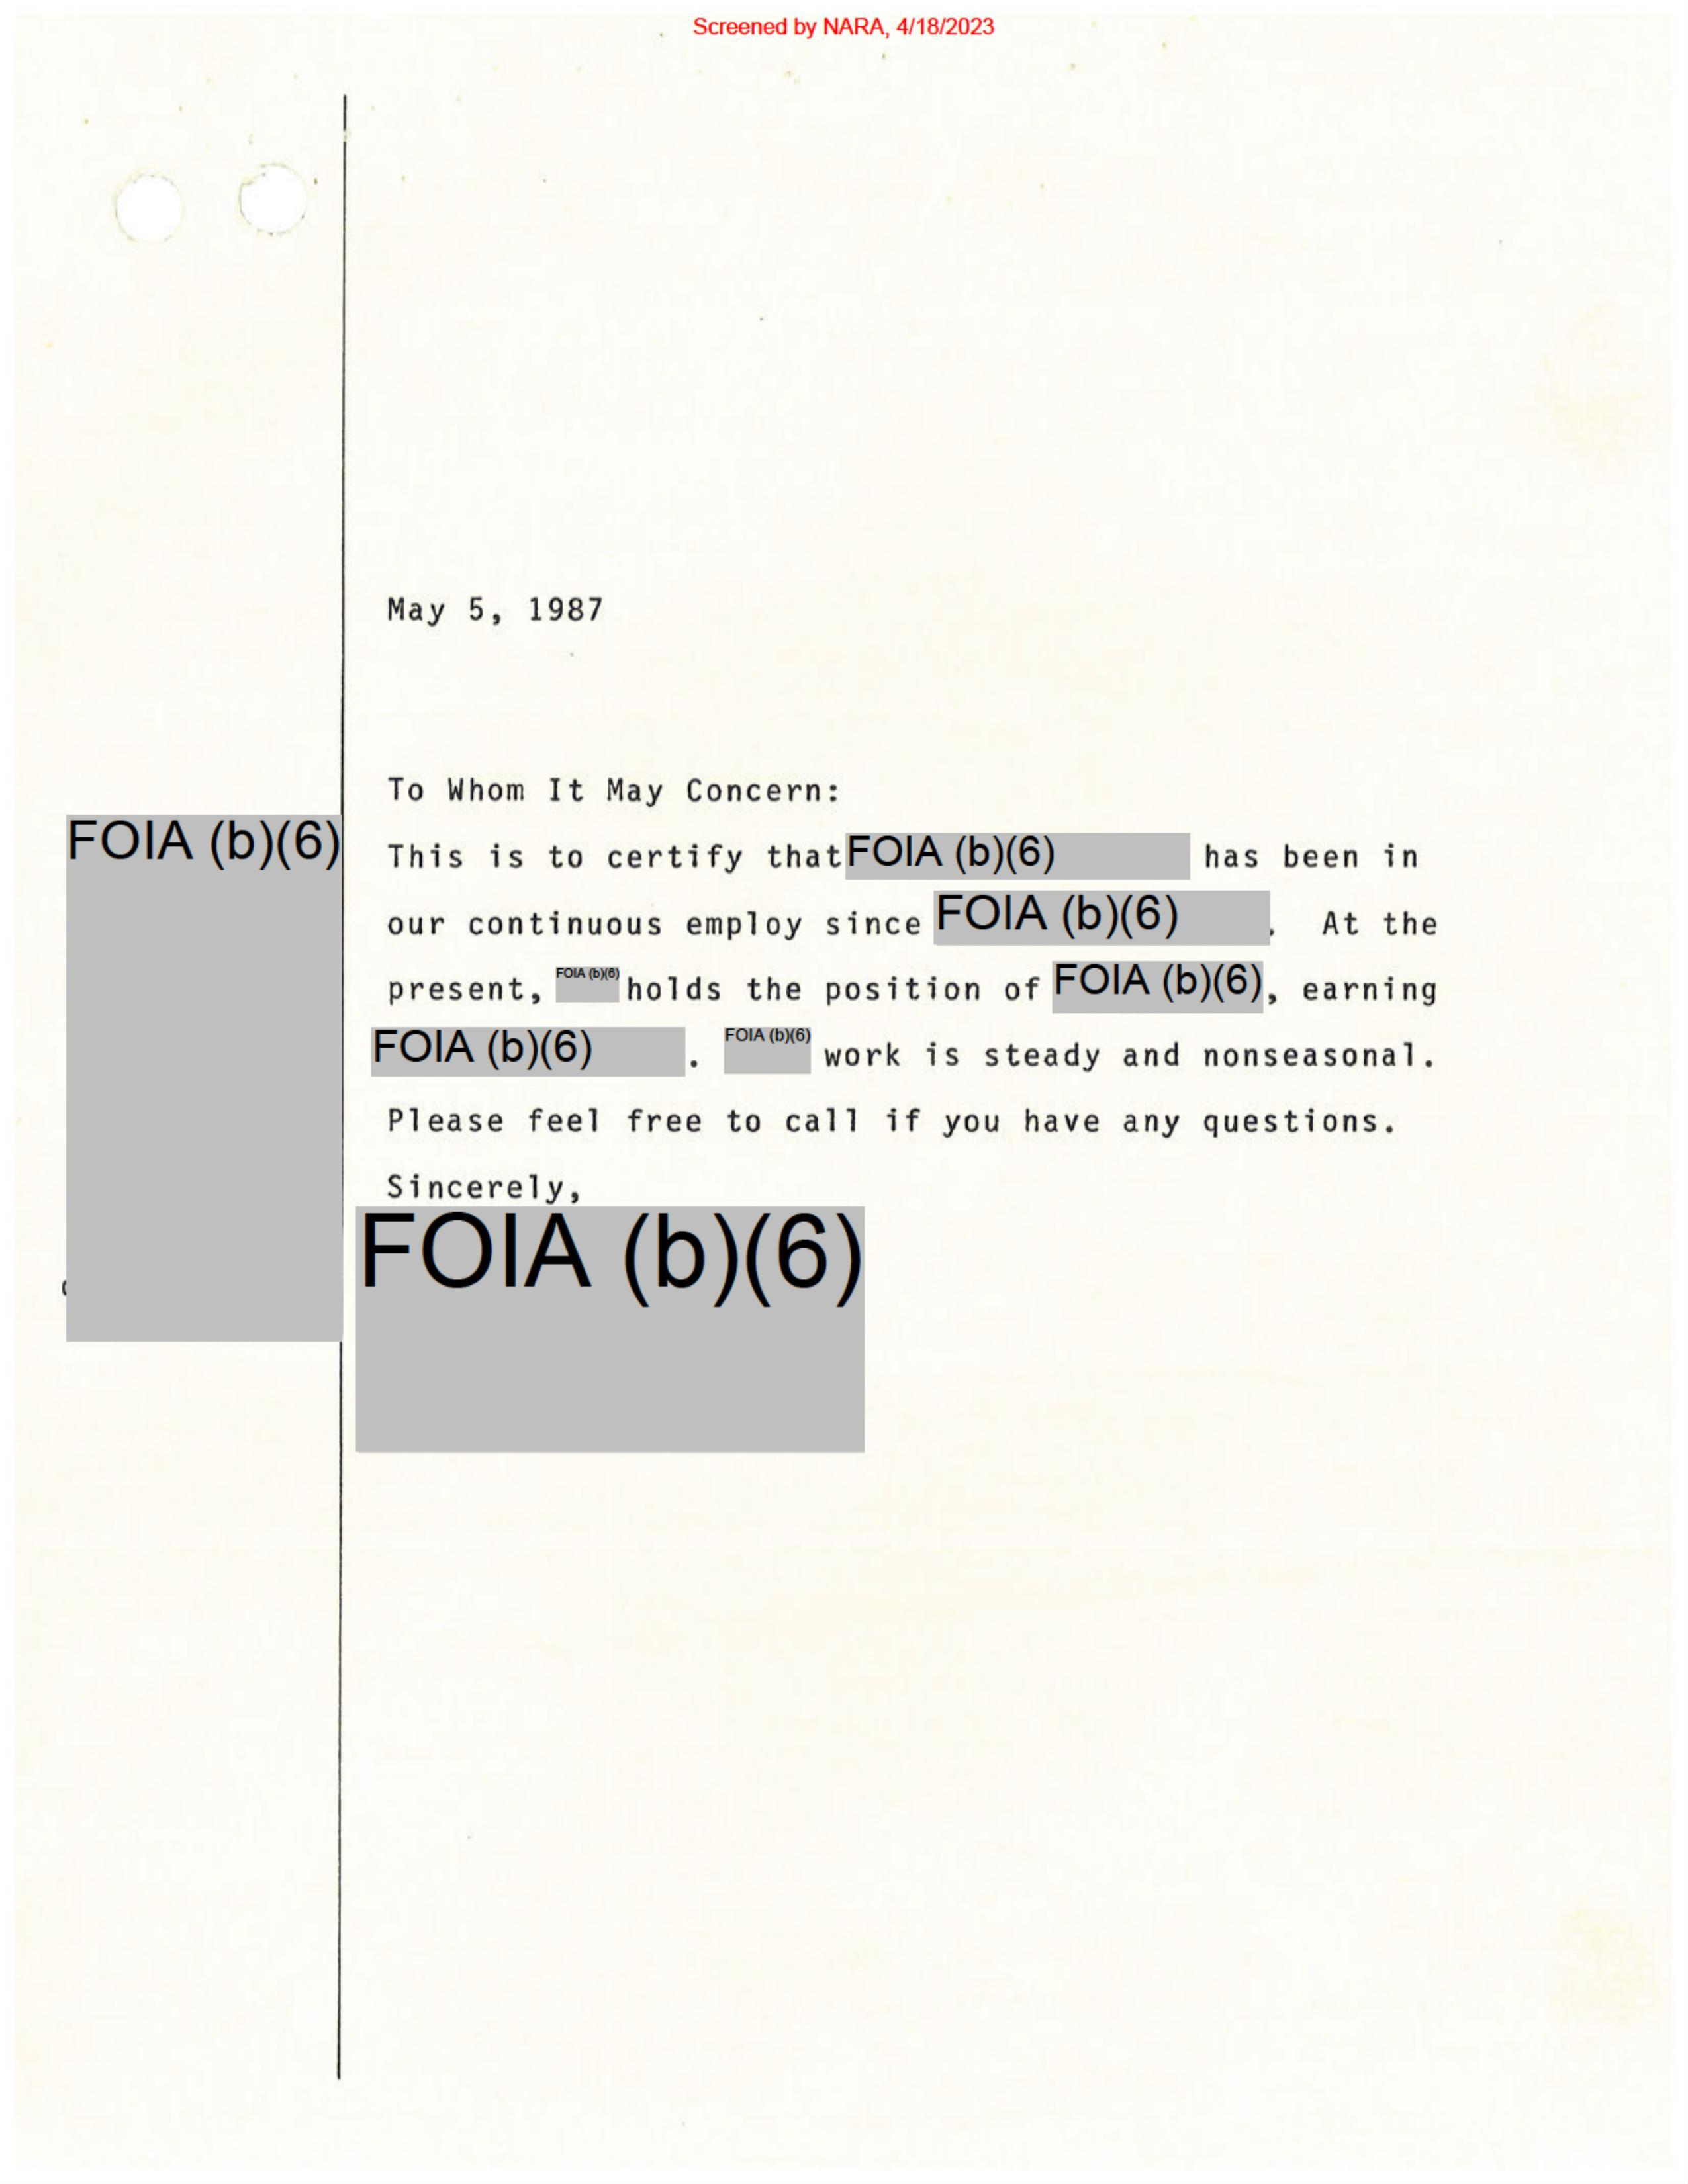 Screened by NARA, 4/18/2023
May 5, 1987
To Whom It May Concern:
FOIA (b)(6)
This is to certify that FOIA (b)(6) has been in
our continuous employ since FOIA (b)(6). At the
present, FOIA (b)(6) holds the position of FOIA (b)(6), earning
FOIA (b)(6). FOIA (b)(6) work is steady and nonseasonal.
Please feel free to call if you have any questions.
Sincerely,
FOIA (b)(6)